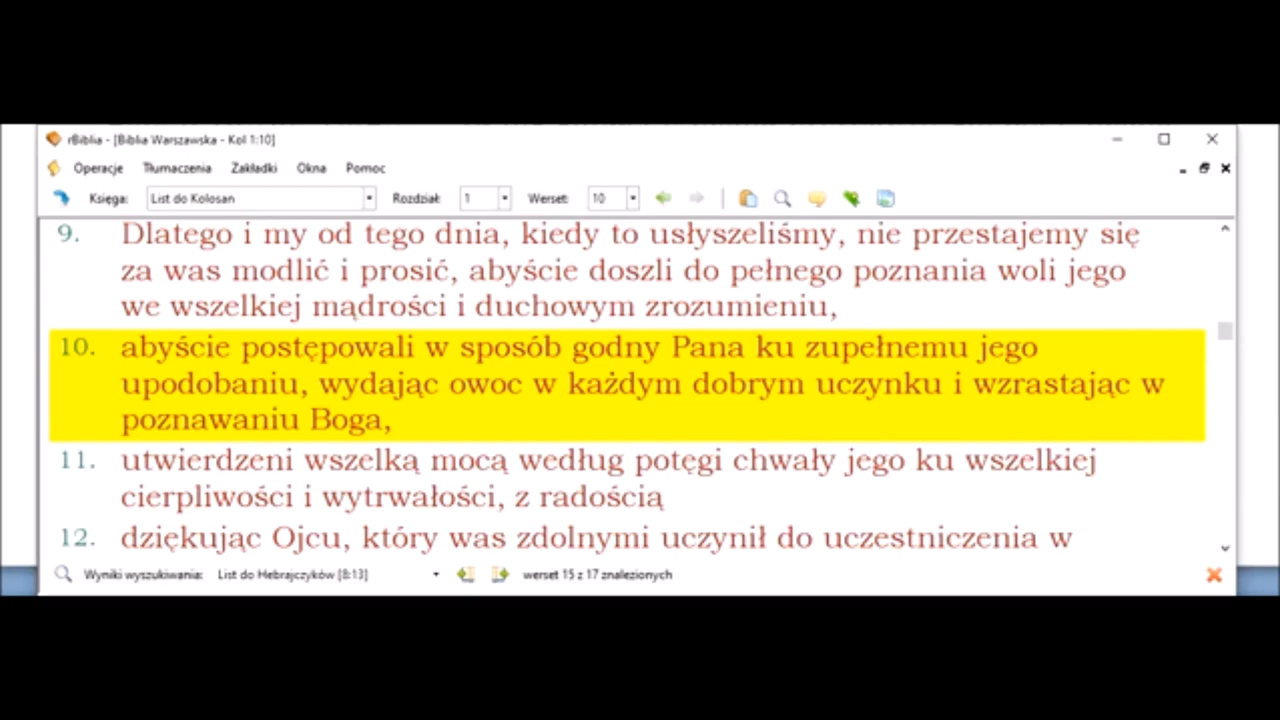 rBiblia - [Biblia Warszawska - Kol 1:10]
Operacje Tłumaczenia Zakładki Okna Pomoc
Księga: List do Kolosan Rozdział: 1 Werset: 10
9. Dlatego i my od tego dnia, kiedy to usłyszeliśmy, nie przestajemy się
za was modlić i prosić, abyście doszli do pełnego poznania woli jego
we wszelkiej mądrości i duchowym zrozumieniu,
10. abyście postępowali w sposób godny Pana ku zupełnemu jego
upodobaniu, wydając owoc w każdym dobrym uczynku i wzrastając w
poznawaniu Boga,
11. utwierdzeni wszelką mocą według potęgi chwały jego ku wszelkiej
cierpliwości i wytrwałości, z radością
12. dziękując Ojcu, który was zdolnymi uczynił do uczestniczenia w
Wyniki wyszukiwania: List do Hebrajczyków [8:13] werset 15 z 17 znalezionych